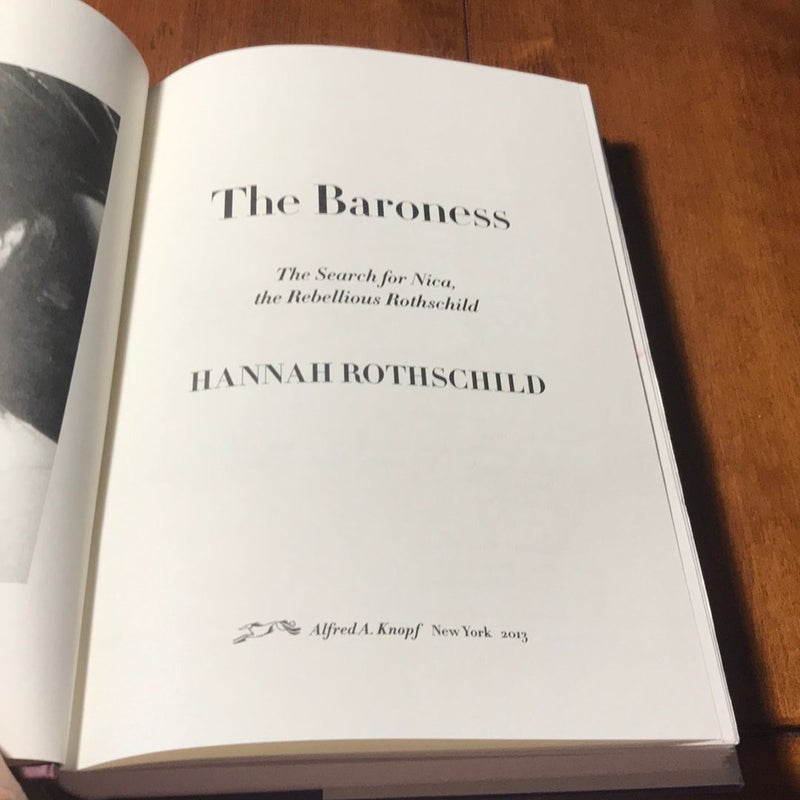 The Baroness
The Search for Nica,
the Rebellious Rothschild
HANNAH ROTHSCHILD
Alfred A. Knopf New York 2013